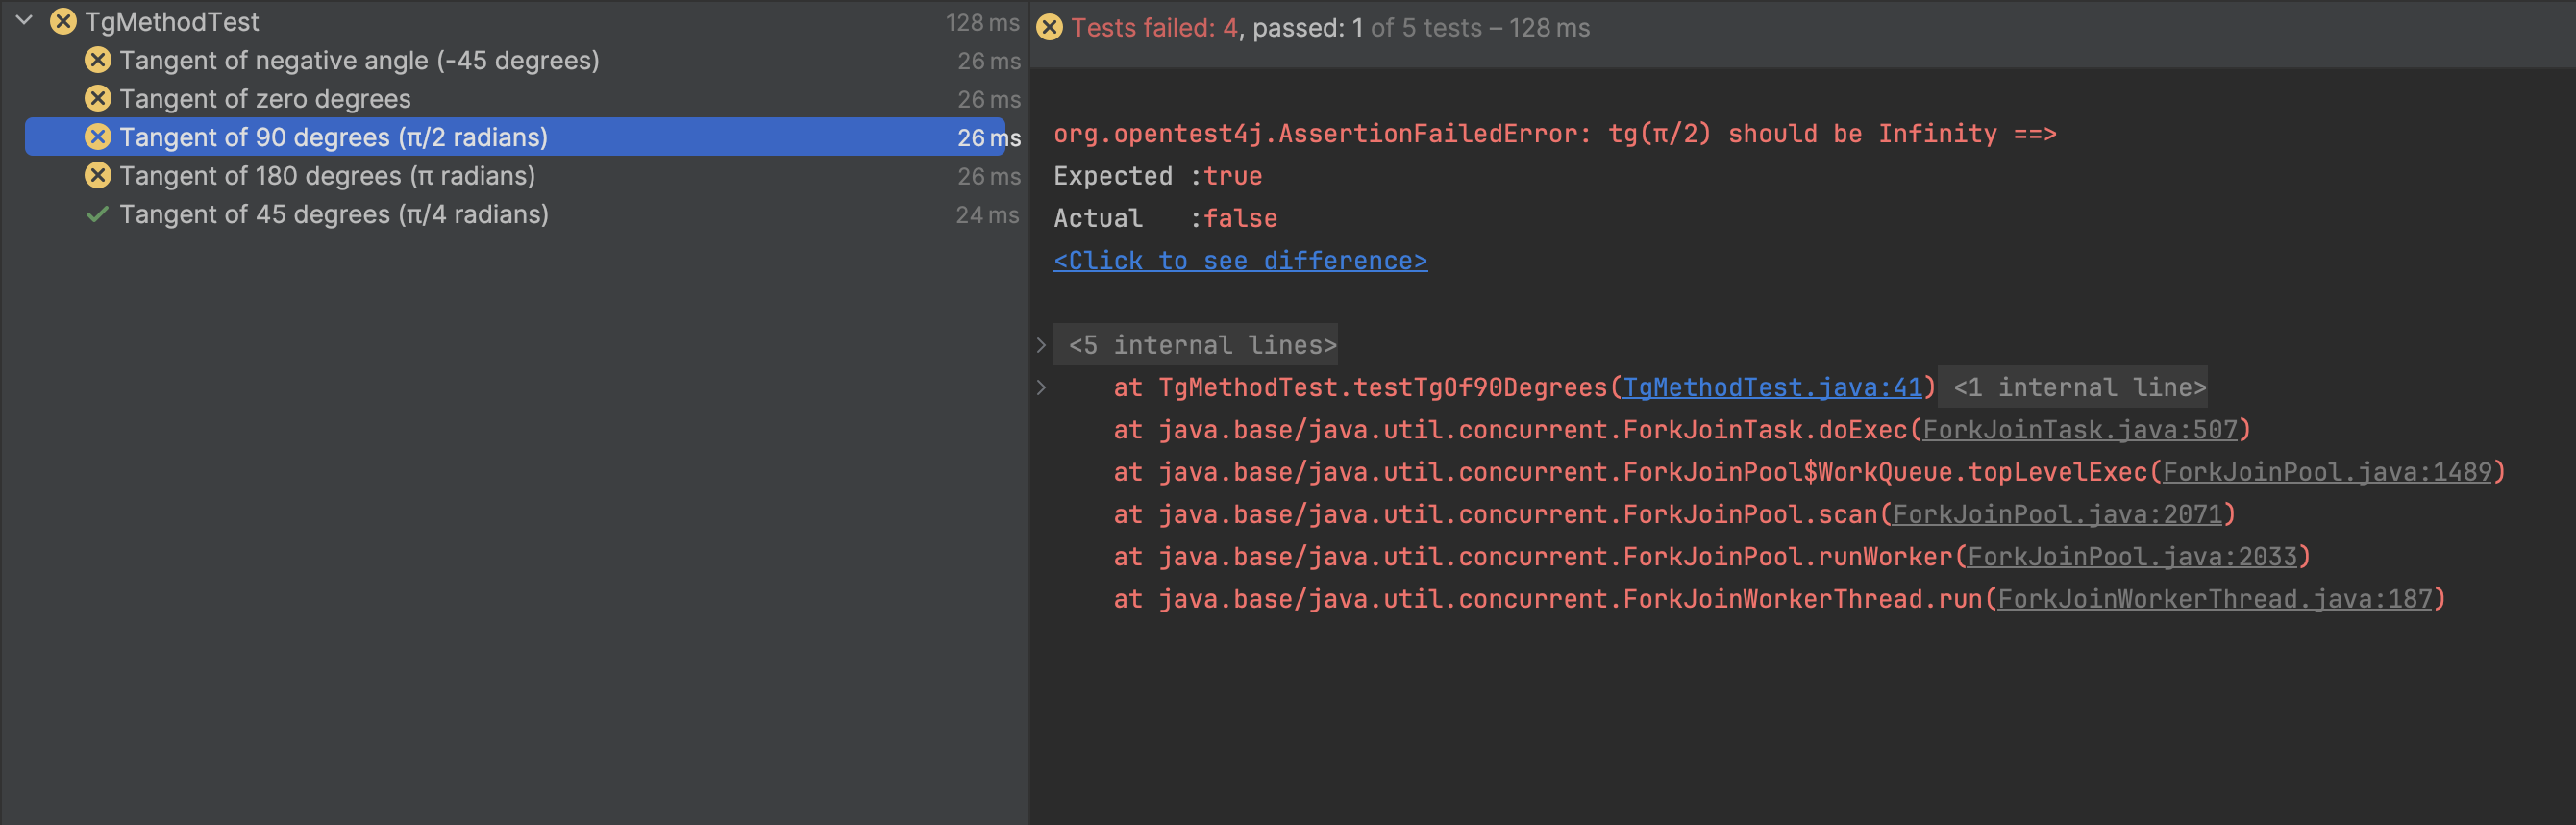 TgMethodTest 128 ms
Tangent of negative angle (-45 degrees) 26 ms
Tangent of zero degrees 26 ms
Tangent of 90 degrees (π/2 radians) 26 ms
Tangent of 180 degrees (π radians) 26 ms
Tangent of 45 degrees (π/4 radians) 24 ms
Tests failed: 4, passed: 1 of 5 tests – 128 ms
org.opentest4j.AssertionFailedError: tg(π/2) should be Infinity ==>
Expected :true
Actual   :false
<Click to see difference>
<5 internal lines>
at TgMethodTest.testTgOf90Degrees(TgMethodTest.java:41) <1 internal line>
at java.base/java.util.concurrent.ForkJoinTask.doExec(ForkJoinTask.java:507)
at java.base/java.util.concurrent.ForkJoinPool$WorkQueue.topLevelExec(ForkJoinPool.java:1489)
at java.base/java.util.concurrent.ForkJoinPool.scan(ForkJoinPool.java:2071)
at java.base/java.util.concurrent.ForkJoinPool.runWorker(ForkJoinPool.java:2033)
at java.base/java.util.concurrent.ForkJoinWorkerThread.run(ForkJoinWorkerThread.java:187)